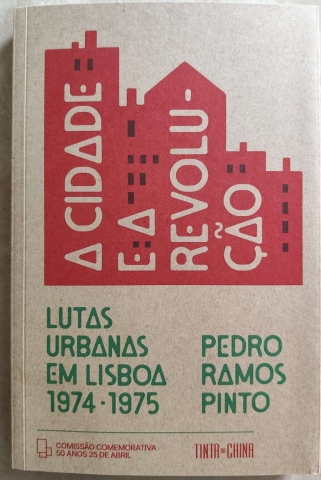 A CIDADE
E A
REVOLU-
ÇÃO
LUTAS
URBANAS
EM LISBOA
1974·1975
PEDRO
RAMOS
PINTO
COMISSÃO COMEMORATIVA
50 ANOS 25 DE ABRIL
TINTA DA CHINA